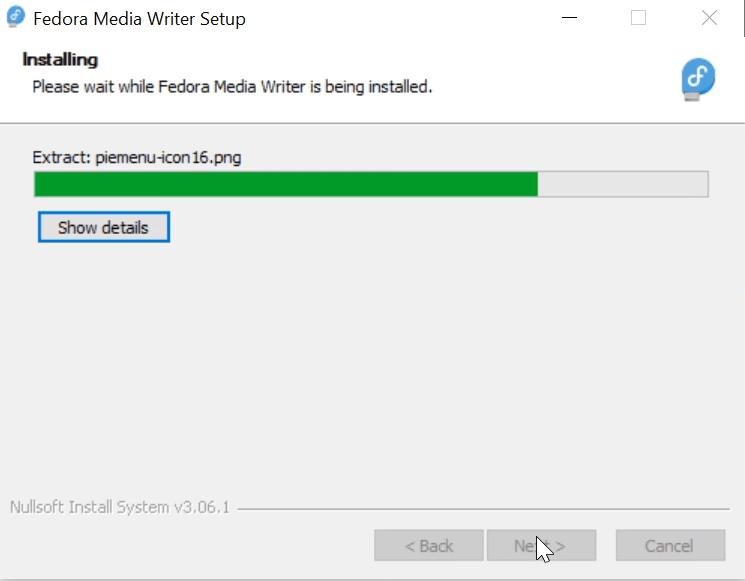 Fedora Media Writer Setup
Installing
Please wait while Fedora Media Writer is being installed.
Extract: piemenu-icon16.png
Show details
Nullsoft Install System v3.06.1
< Back
Next >
Cancel